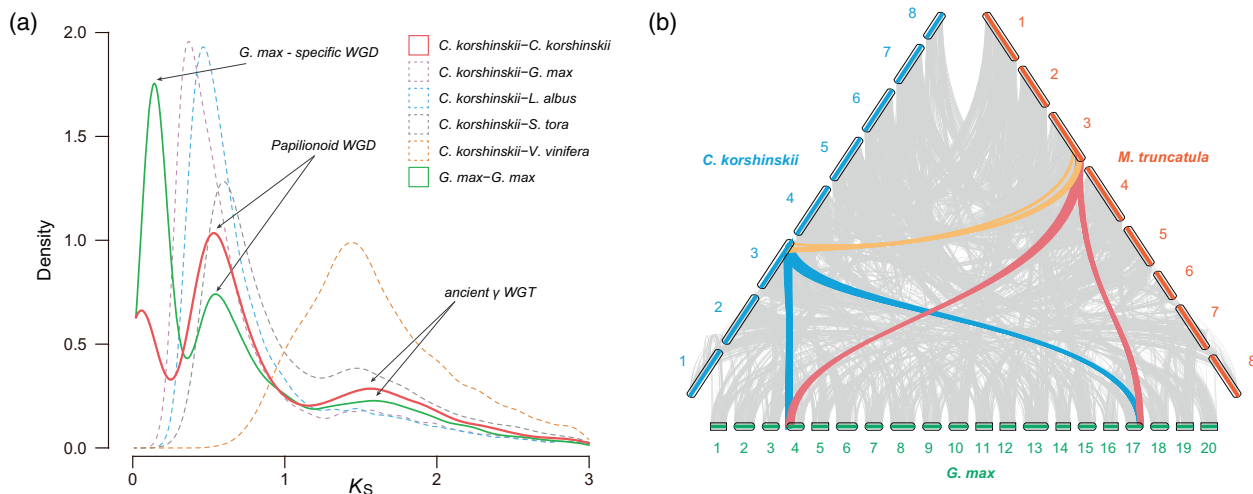 (a)
2.0
1.5
1.0
0.5
0.0
Density
0
1
2
3
KS
G. max - specific WGD
Papilionoid WGD
ancient γ WGT
C. korshinskii–C. korshinskii
C. korshinskii–G. max
C. korshinskii–L. albus
C. korshinskii–S. tora
C. korshinskii–V. vinifera
G. max–G. max
(b)
8
7
6
5
4
3
2
1
C. korshinskii
1
2
3
4
5
6
7
8
M. truncatula
1 2 3 4 5 6 7 8 9 10 11 12 13 14 15 16 17 18 19 20
G. max